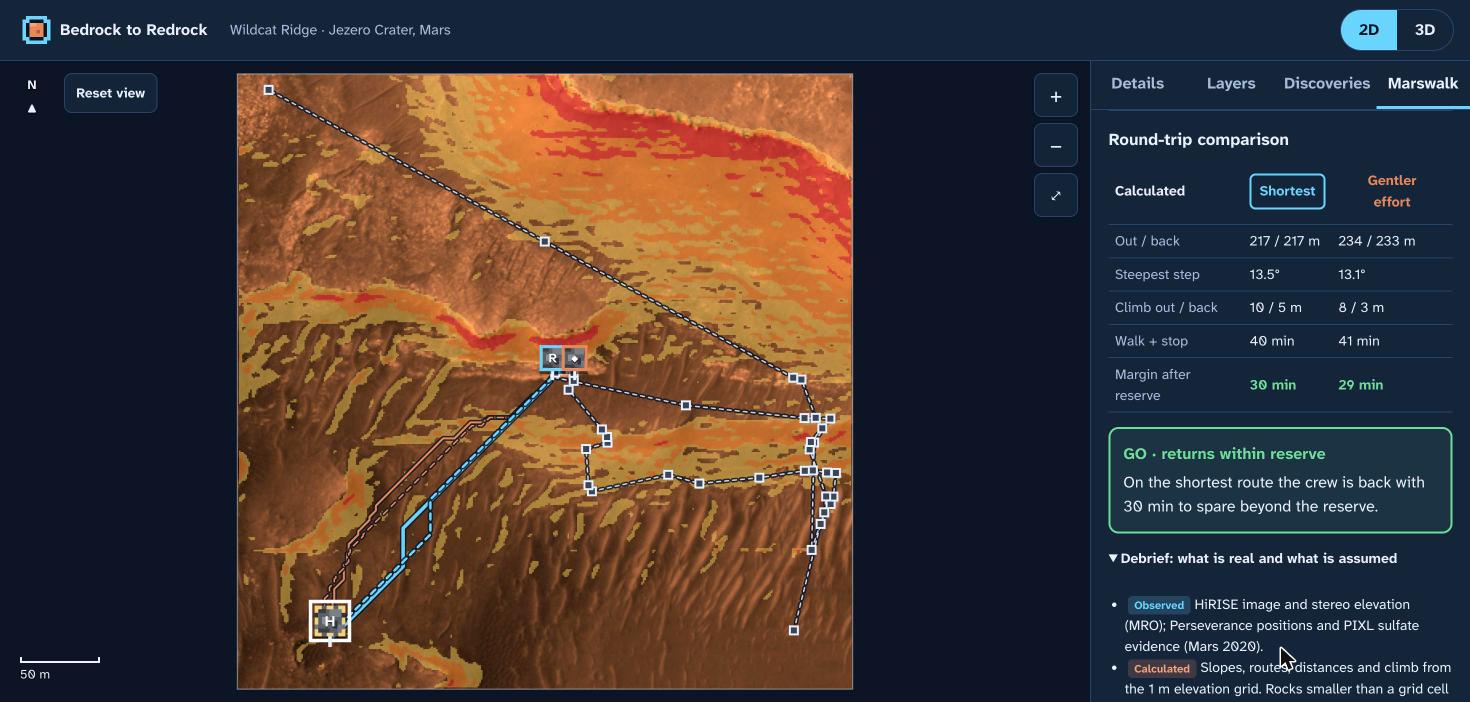 Bedrock to Redrock
Wildcat Ridge · Jezero Crater, Mars
2D
3D
N
Reset view
+
−
Details
Layers
Discoveries
Marswalk
Round-trip comparison
Calculated
Shortest
Gentler
effort
Out / back
217 / 217 m
234 / 233 m
Steepest step
13.5°
13.1°
Climb out / back
10 / 5 m
8 / 3 m
Walk + stop
40 min
41 min
Margin after
reserve
30 min
29 min
GO · returns within reserve
On the shortest route the crew is back with
30 min to spare beyond the reserve.
Debrief: what is real and what is assumed
Observed HiRISE image and stereo elevation
(MRO); Perseverance positions and PIXL sulfate
evidence (Mars 2020).
Calculated Slopes, routes, distances and climb from
the 1 m elevation grid. Rocks smaller than a grid cell
R
H
50 m